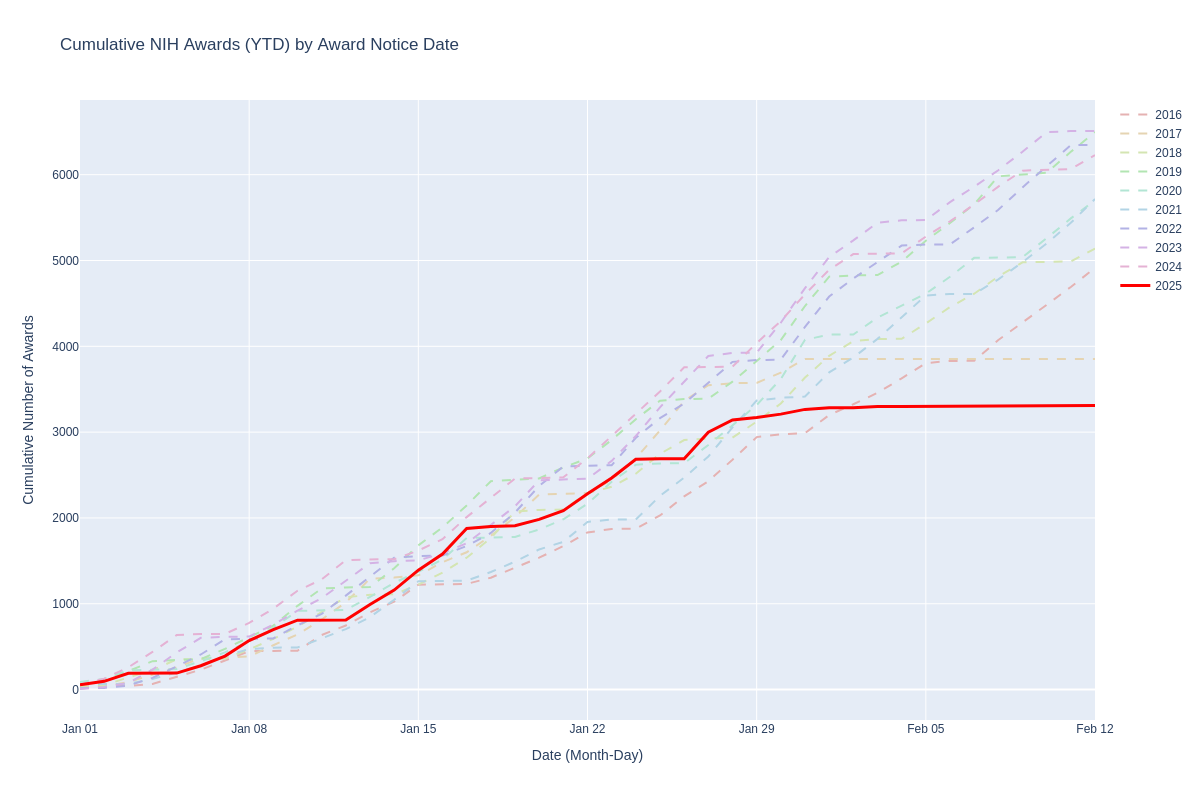 Cumulative NIH Awards (YTD) by Award Notice Date
2016
2017
2018
2019
2020
2021
2022
2023
2024
2025
6000
5000
4000
3000
2000
1000
0
Cumulative Number of Awards
Jan 01
Jan 08
Jan 15
Jan 22
Jan 29
Feb 05
Feb 12
Date (Month-Day)